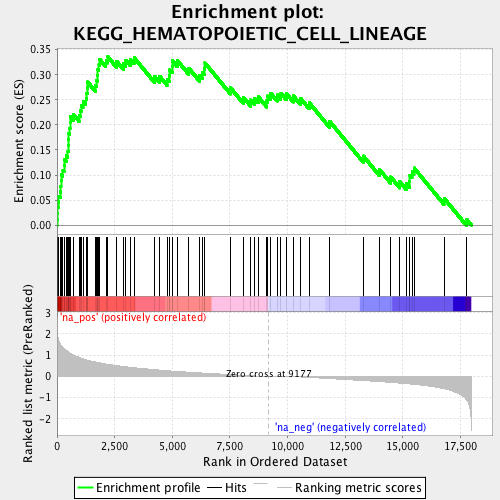 Enrichment plot:
KEGG_HEMATOPOIETIC_CELL_LINEAGE
Enrichment score (ES)
0.35
0.30
0.25
0.20
0.15
0.10
0.05
0.00
'na_pos' (positively correlated)
Ranked list metric (PreRanked)
3
2
1
0
-1
-2
Zero cross at 9177
'na_neg' (negatively correlated)
0
2,500
5,000
7,500
10,000
12,500
15,000
17,500
Rank in Ordered Dataset
Enrichment profile
Hits
Ranking metric scores